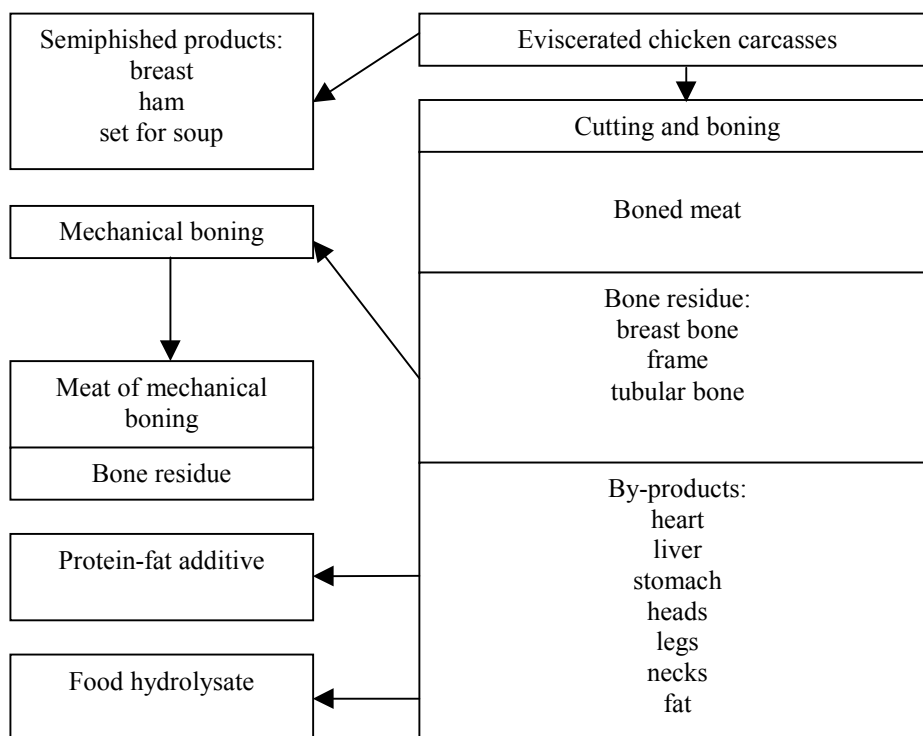 Semiphished products:
breast
ham
set for soup
Eviscerated chicken carcasses
Cutting and boning
Boned meat
Mechanical boning
Bone residue:
breast bone
frame
tubular bone
Meat of mechanical
boning
Bone residue
By-products:
heart
liver
stomach
heads
legs
necks
fat
Protein-fat additive
Food hydrolysate